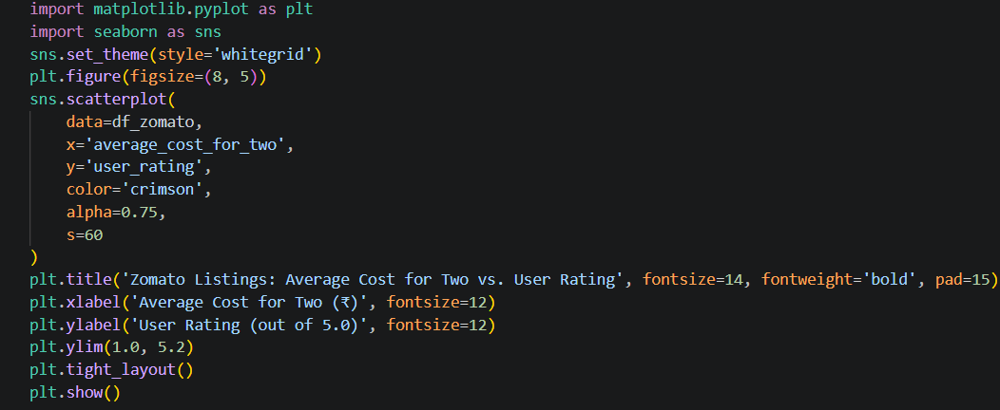 import matplotlib.pyplot as plt
import seaborn as sns
sns.set_theme(style='whitegrid')
plt.figure(figsize=(8, 5))
sns.scatterplot(
    data=df_zomato,
    x='average_cost_for_two',
    y='user_rating',
    color='crimson',
    alpha=0.75,
    s=60
)
plt.title('Zomato Listings: Average Cost for Two vs. User Rating', fontsize=14, fontweight='bold', pad=15)
plt.xlabel('Average Cost for Two (₹)', fontsize=12)
plt.ylabel('User Rating (out of 5.0)', fontsize=12)
plt.ylim(1.0, 5.2)
plt.tight_layout()
plt.show()